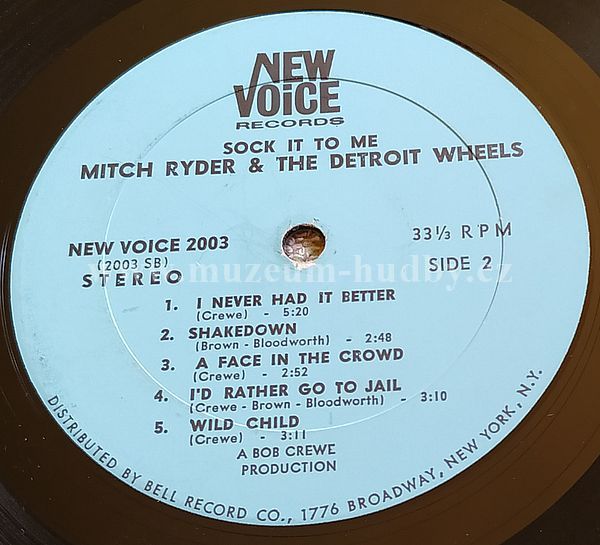 NEW
VOiCE
RECORDS
SOCK IT TO ME
MITCH RYDER & THE DETROIT WHEELS
NEW VOICE 2003
(2003 SB)
STEREO
33 1/3 RPM
SIDE 2
muzeum-hudby.cz
1. I NEVER HAD IT BETTER
(Crewe) - 5:20
2. SHAKEDOWN
(Brown - Bloodworth) - 2:48
3. A FACE IN THE CROWD
(Crewe) - 2:52
4. I'D RATHER GO TO JAIL
(Crewe - Brown - Bloodworth) - 3:10
5. WILD CHILD
(Crewe) - 3:11
A BOB CREWE
PRODUCTION
DISTRIBUTED BY BELL RECORD CO., 1776 BROADWAY, NEW YORK, N.Y.